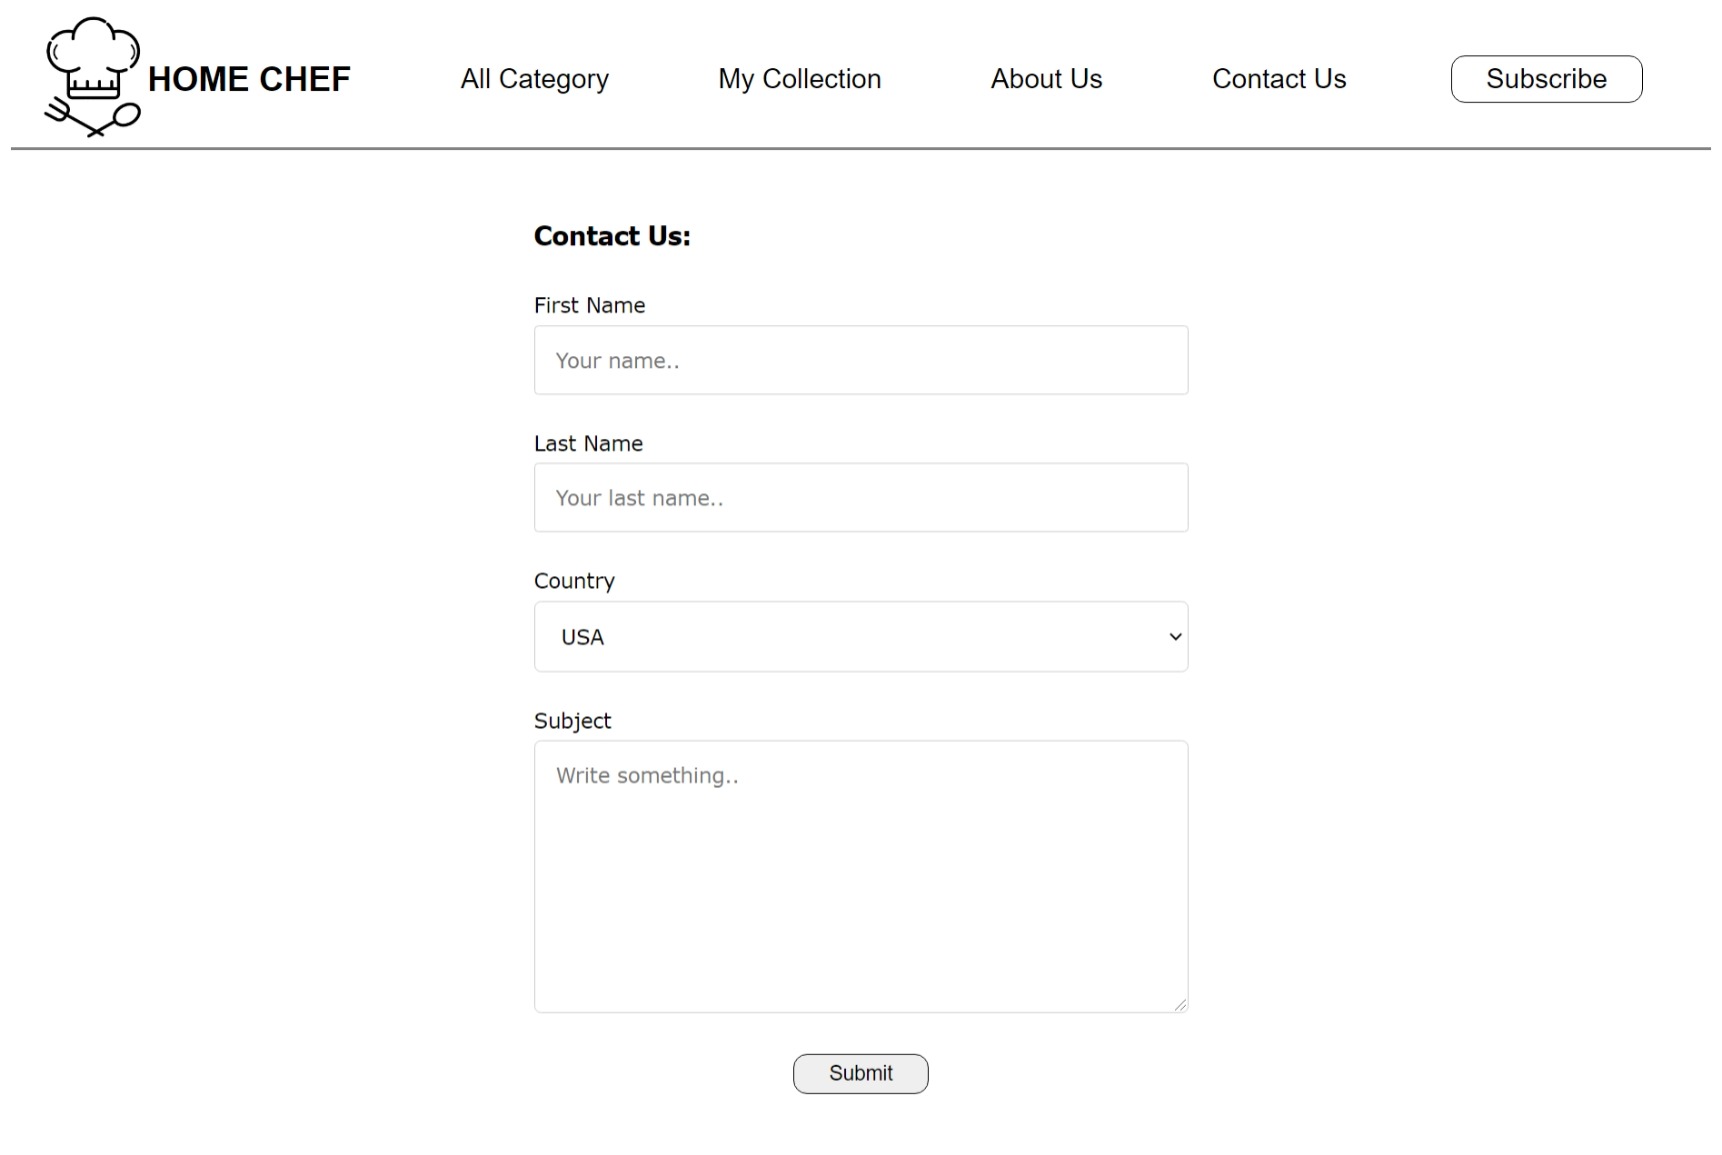 HOME CHEF All Category My Collection About Us Contact Us Subscribe
Contact Us:
First Name
Your name..
Last Name
Your last name..
Country
USA
Subject
Write something..
Submit